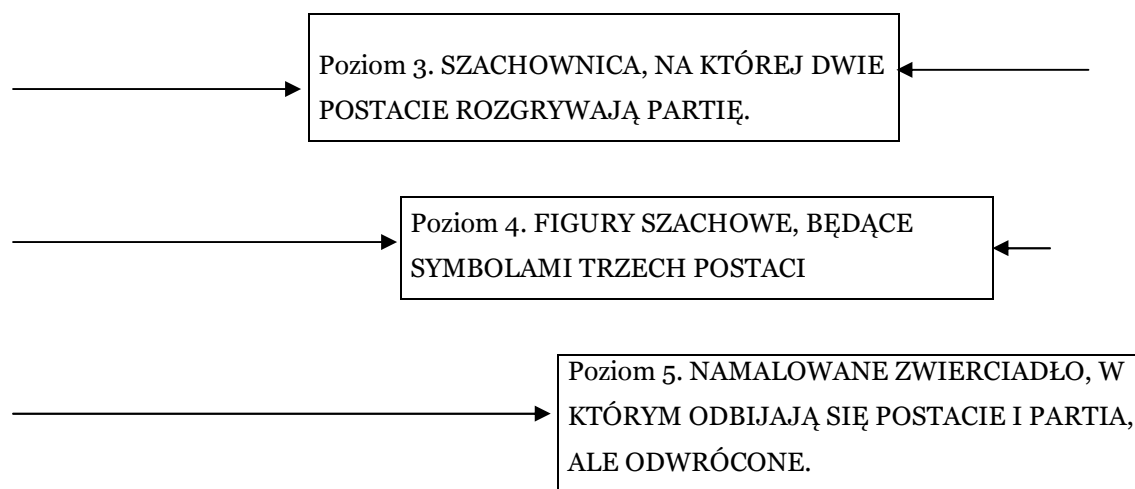 Poziom 3. SZACHOWNICA, NA KTÓREJ DWIE
POSTACIE ROZGRYWAJĄ PARTIĘ.
Poziom 4. FIGURY SZACHOWE, BĘDĄCE
SYMBOLAMI TRZECH POSTACI
Poziom 5. NAMALOWANE ZWIERCIADŁO, W
KTÓRYM ODBIJAJĄ SIĘ POSTACIE I PARTIA,
ALE ODWRÓCONE.